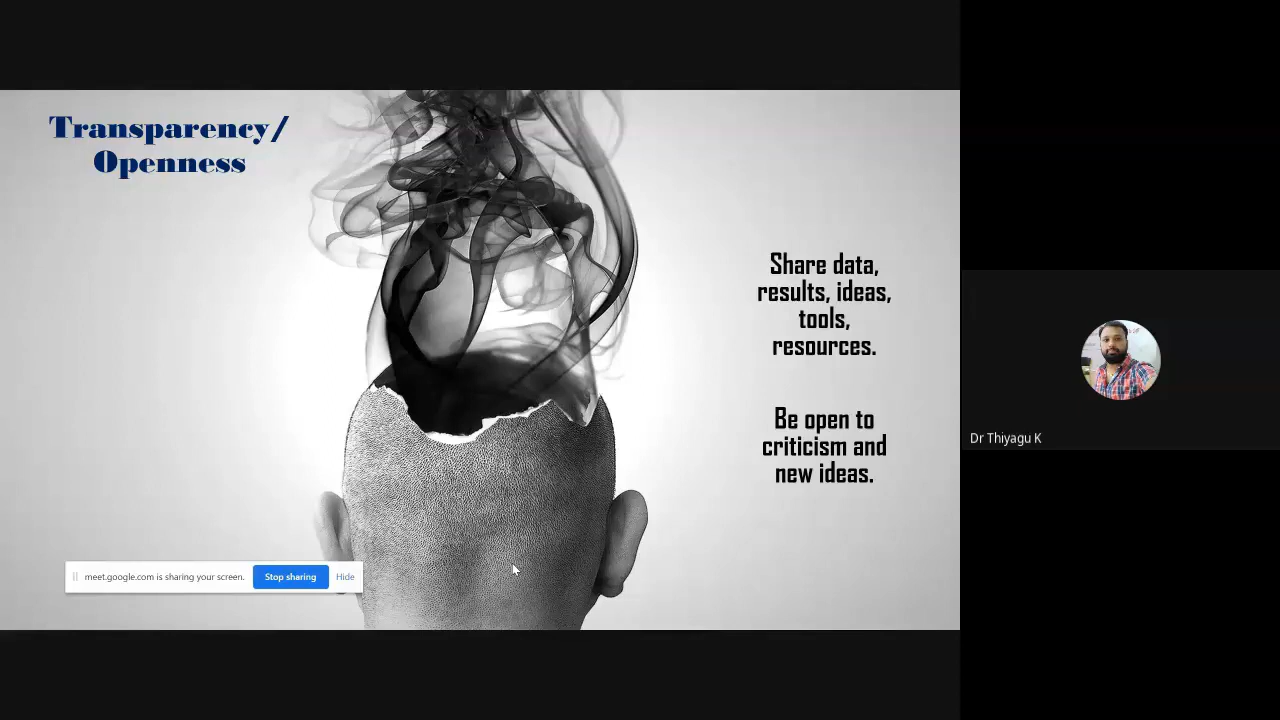 Transparency/
Openness
Share data,
results, ideas,
tools,
resources.
Be open to
criticism and
new ideas.
meet.google.com is sharing your screen.
Stop sharing
Hide
Dr Thiyagu K